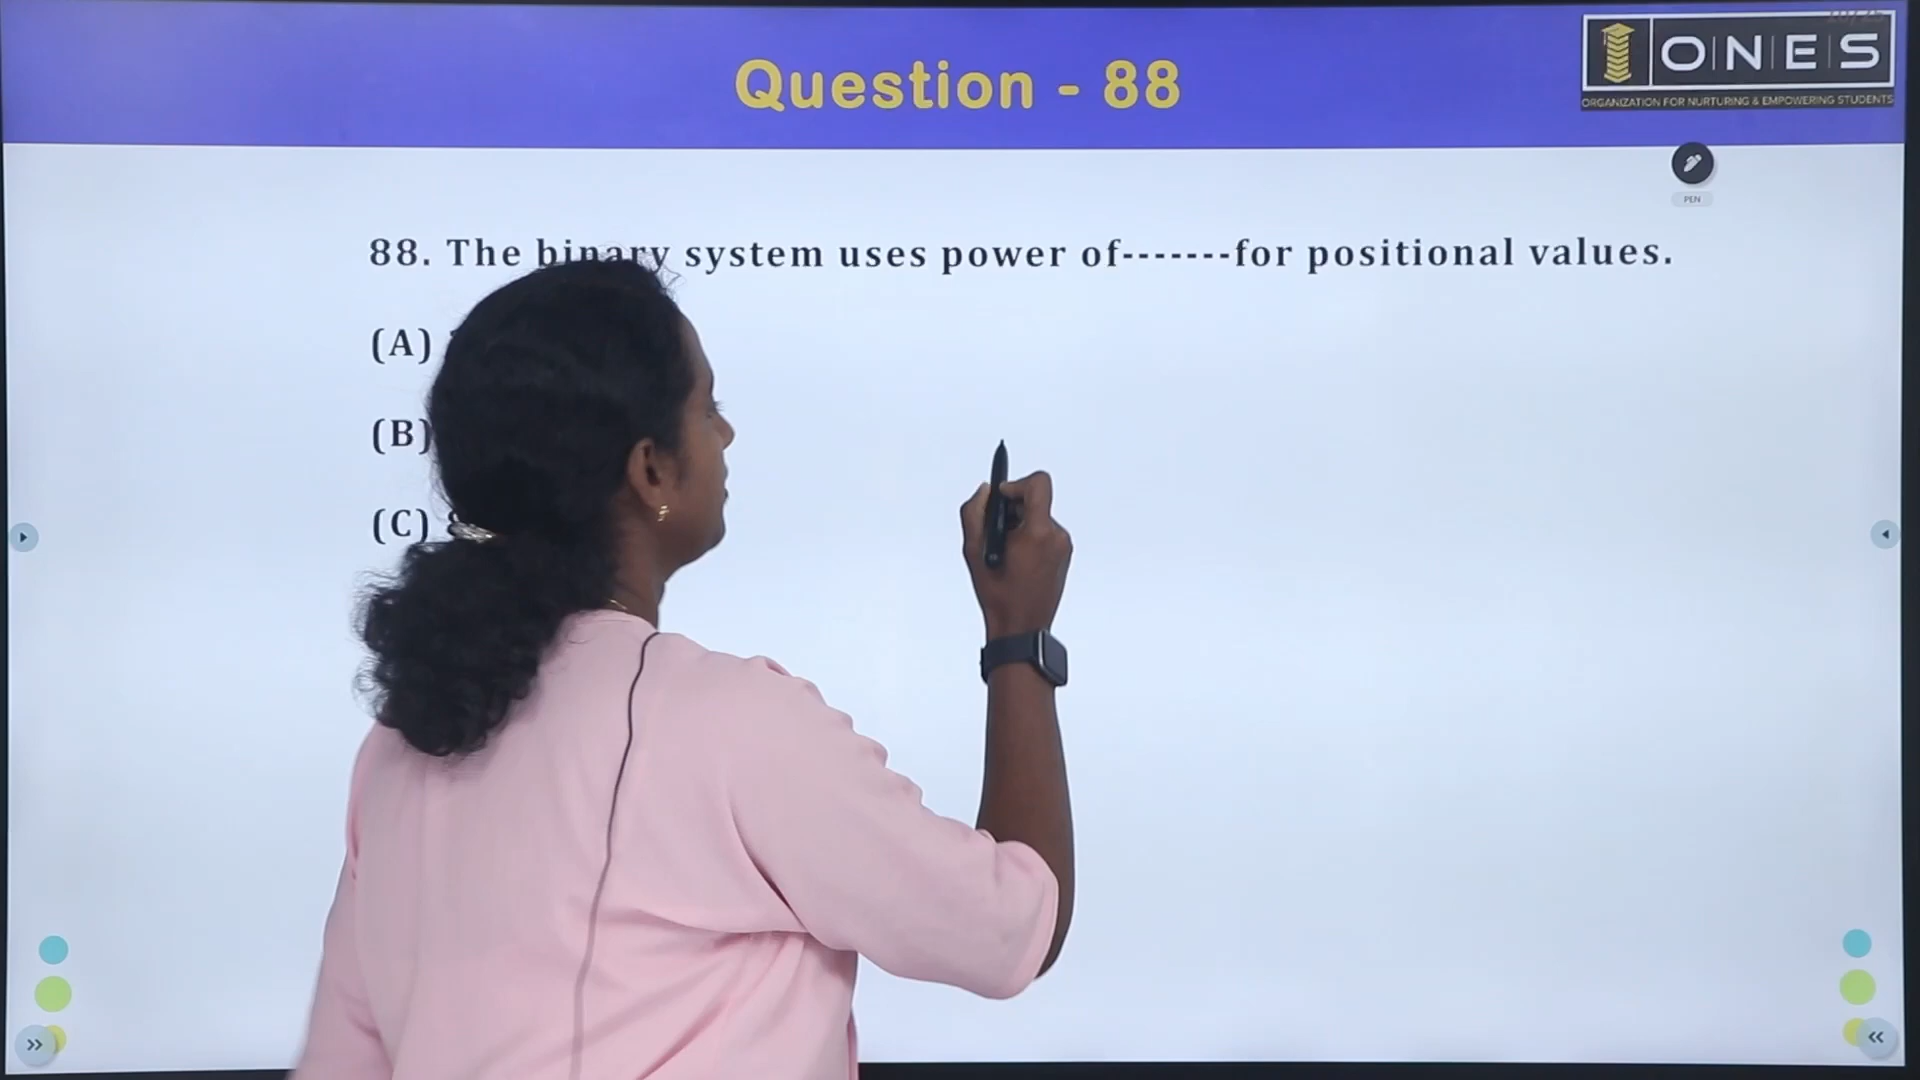 Question - 88
ONES
ORGANIZATION FOR NURTURING & EMPOWERING STUDENTS
PEN
88. The binary system uses power of-------for positional values.
(A)
(B)
(C)